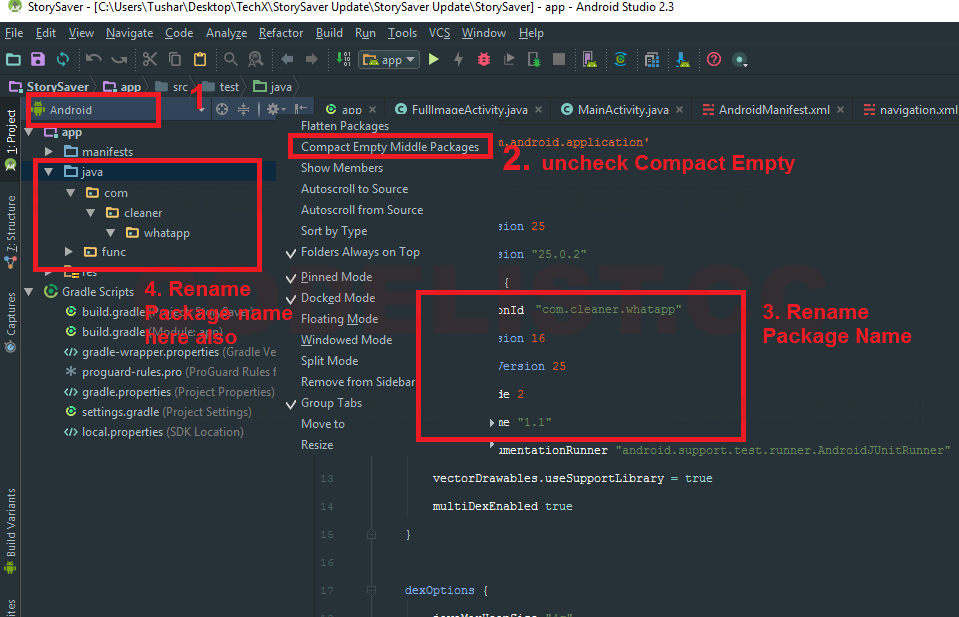 StorySaver - [C:\Users\Tushar\Desktop\TechX\StorySaver Update\StorySaver Update\StorySaver] - app - Android Studio 2.3
File Edit View Navigate Code Analyze Refactor Build Run Tools VCS Window Help
app
StorySaver app src test java
1
Android
app FullImageActivity.java MainActivity.java AndroidManifest.xml navigation.xml
1: Project
7: Structure
Captures
Build Variants
app
manifests
java
com
cleaner
whatapp
func
res
Gradle Scripts
build.gradle (Project: StorySaver)
build.gradle (Module: app)
gradle-wrapper.properties (Gradle Ve
proguard-rules.pro (ProGuard Rules f
gradle.properties (Project Properties)
settings.gradle (Project Settings)
local.properties (SDK Location)
4. Rename
Package name
here also
Flatten Packages
Compact Empty Middle Packages
Show Members
Autoscroll to Source
Autoscroll from Source
Sort by Type
Folders Always on Top
Pinned Mode
Docked Mode
Floating Mode
Windowed Mode
Split Mode
Remove from Sidebar
Group Tabs
Move to
Resize
2. uncheck Compact Empty
m.android.application'
sion 25
sion "25.0.2"
{
onId "com.cleaner.whatapp"
sion 16
Version 25
de 2
me "1.1"
umentationRunner "android.support.test.runner.AndroidJUnitRunner"
13 vectorDrawables.useSupportLibrary = true
14 multiDexEnabled true
15 }
16
17 dexOptions {
3. Rename
Package Name